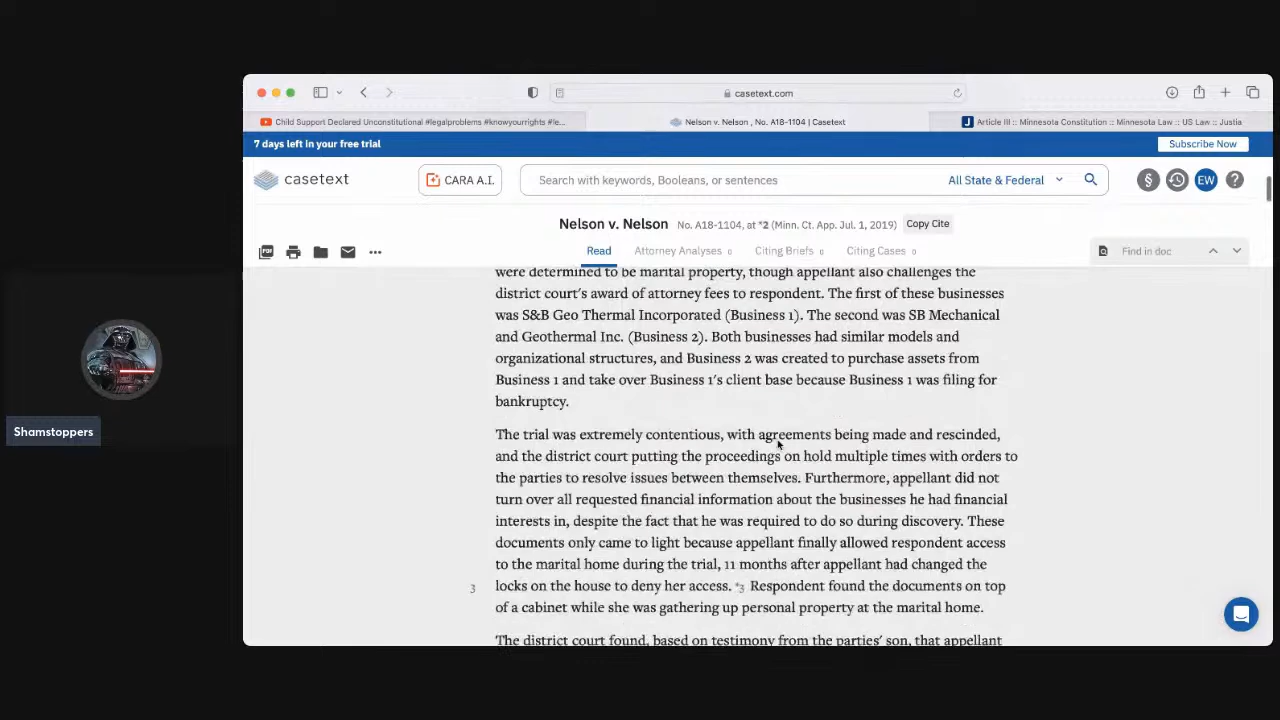 casetext.com
Child Support Declared Unconstitutional #legalproblems #knowyourrights #le...
Nelson v. Nelson , No. A18-1104 | Casetext
Article III :: Minnesota Constitution :: Minnesota Law :: US Law :: Justia
7 days left in your free trial
Subscribe Now
casetext
CARA A.I.
Search with keywords, Booleans, or sentences
All State & Federal
§
EW
?
Nelson v. Nelson No. A18-1104, at *2 (Minn. Ct. App. Jul. 1, 2019)
Copy Cite
PDF
Read
Attorney Analyses 0
Citing Briefs 0
Citing Cases 0
Find in doc
were determined to be marital property, though appellant also challenges the
district court's award of attorney fees to respondent. The first of these businesses
was S&B Geo Thermal Incorporated (Business 1). The second was SB Mechanical
and Geothermal Inc. (Business 2). Both businesses had similar models and
organizational structures, and Business 2 was created to purchase assets from
Business 1 and take over Business 1's client base because Business 1 was filing for
bankruptcy.
The trial was extremely contentious, with agreements being made and rescinded,
and the district court putting the proceedings on hold multiple times with orders to
the parties to resolve issues between themselves. Furthermore, appellant did not
turn over all requested financial information about the businesses he had financial
interests in, despite the fact that he was required to do so during discovery. These
documents only came to light because appellant finally allowed respondent access
to the marital home during the trial, 11 months after appellant had changed the
3 locks on the house to deny her access. *3 Respondent found the documents on top
of a cabinet while she was gathering up personal property at the marital home.
The district court found, based on testimony from the parties' son, that appellant
Shamstoppers